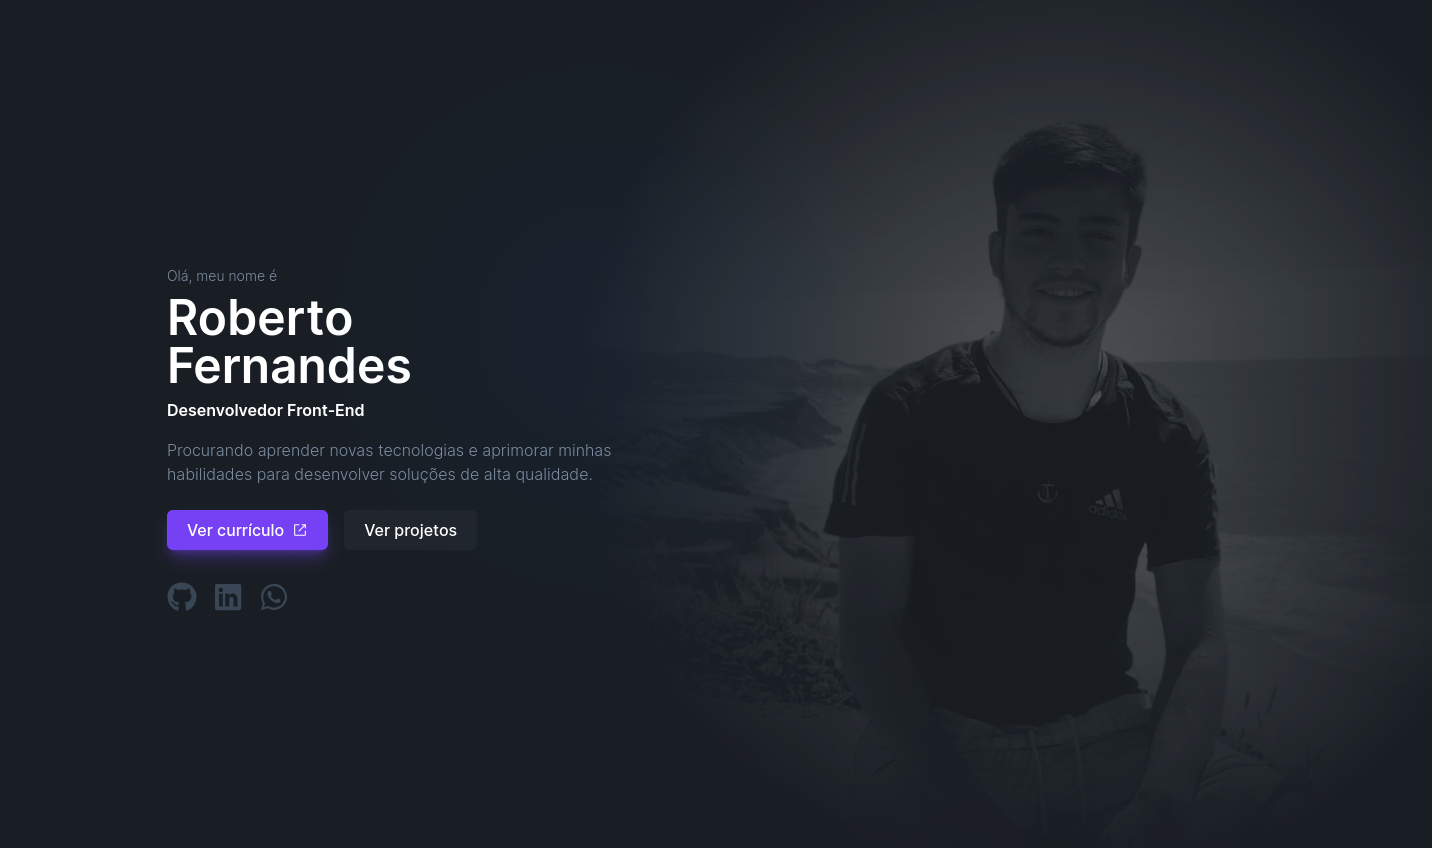 Olá, meu nome é
Roberto
Fernandes
Desenvolvedor Front-End
Procurando aprender novas tecnologias e aprimorar minhas
habilidades para desenvolver soluções de alta qualidade.
Ver currículo
Ver projetos
adidas